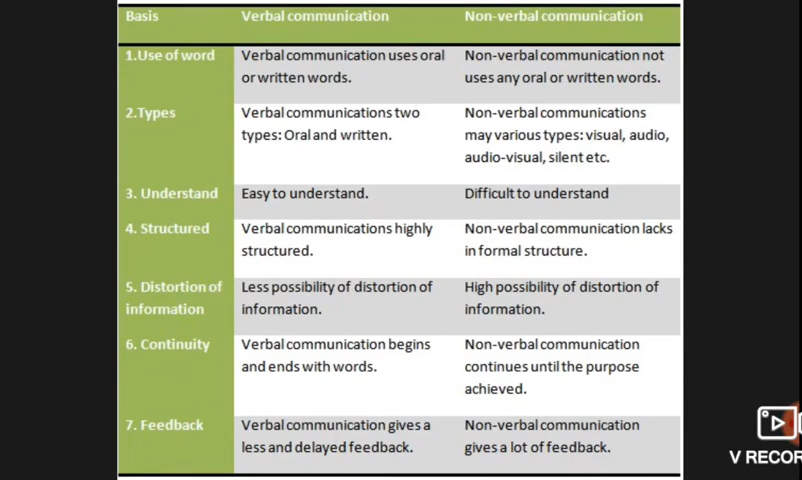 Basis Verbal communication Non-verbal communication
1.Use of word Verbal communication uses oral Non-verbal communication not
or written words. uses any oral or written words.
2.Types Verbal communications two Non-verbal communications
types: Oral and written. may various types: visual, audio,
audio-visual, silent etc.
3. Understand Easy to understand. Difficult to understand
4. Structured Verbal communications highly Non-verbal communication lacks
structured. in formal structure.
5. Distortion of Less possibility of distortion of High possibility of distortion of
information information. information.
6. Continuity Verbal communication begins Non-verbal communication
and ends with words. continues until the purpose
achieved.
7. Feedback Verbal communication gives a Non-verbal communication
less and delayed feedback. gives a lot of feedback.
V RECOR